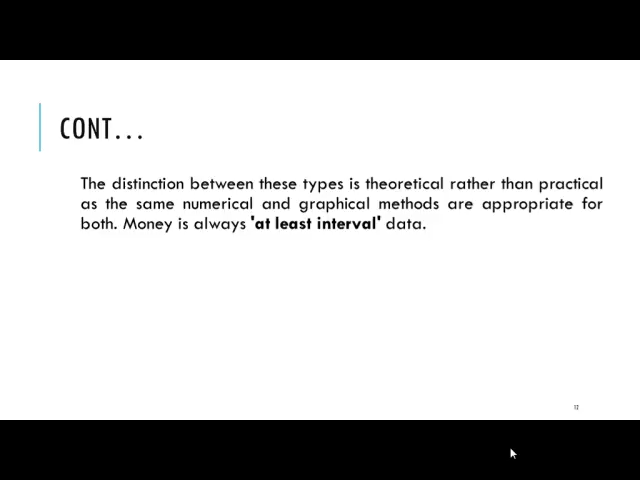 CONT...
The distinction between these types is theoretical rather than practical
as the same numerical and graphical methods are appropriate for
both. Money is always 'at least interval' data.
12